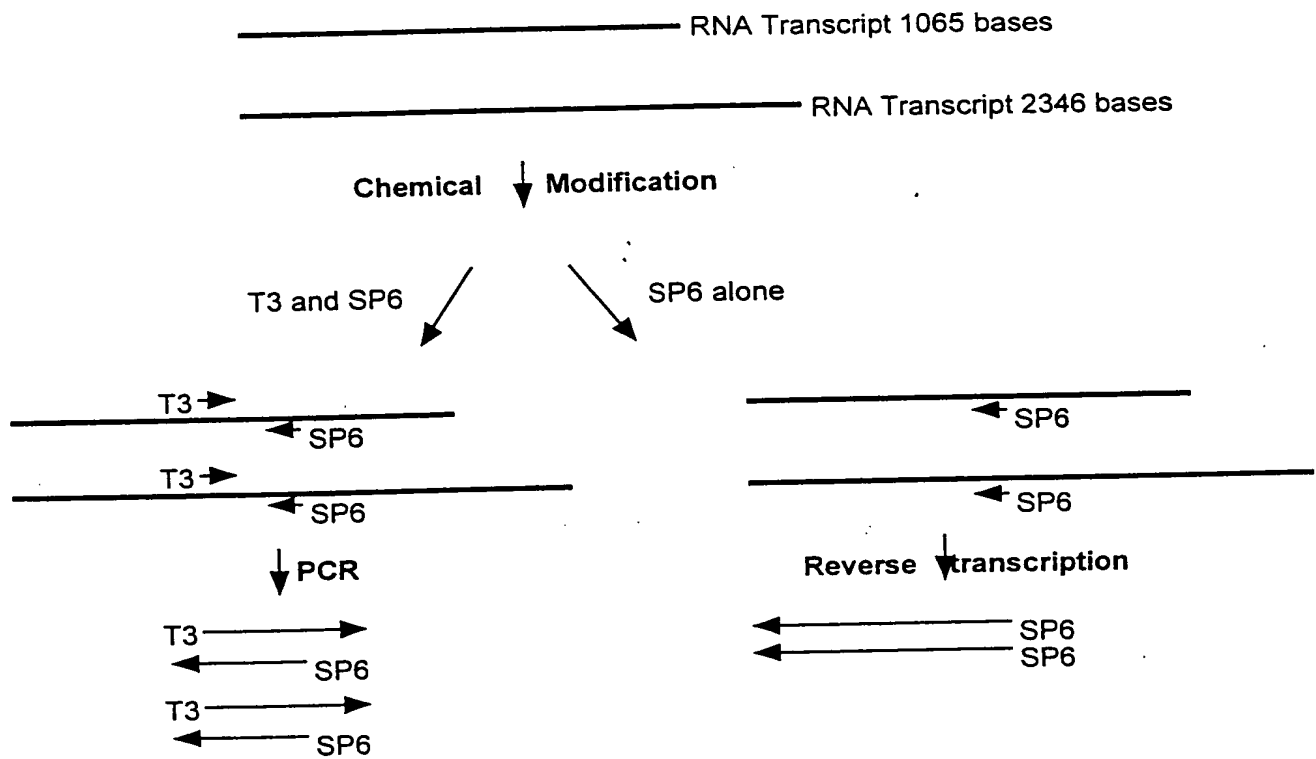 RNA Transcript 1065 bases
RNA Transcript 2346 bases
Chemical Modification
T3 and SP6
SP6 alone
T3
SP6
SP6
T3
SP6
SP6
PCR
Reverse transcription
T3
SP6
SP6
SP6
T3
SP6